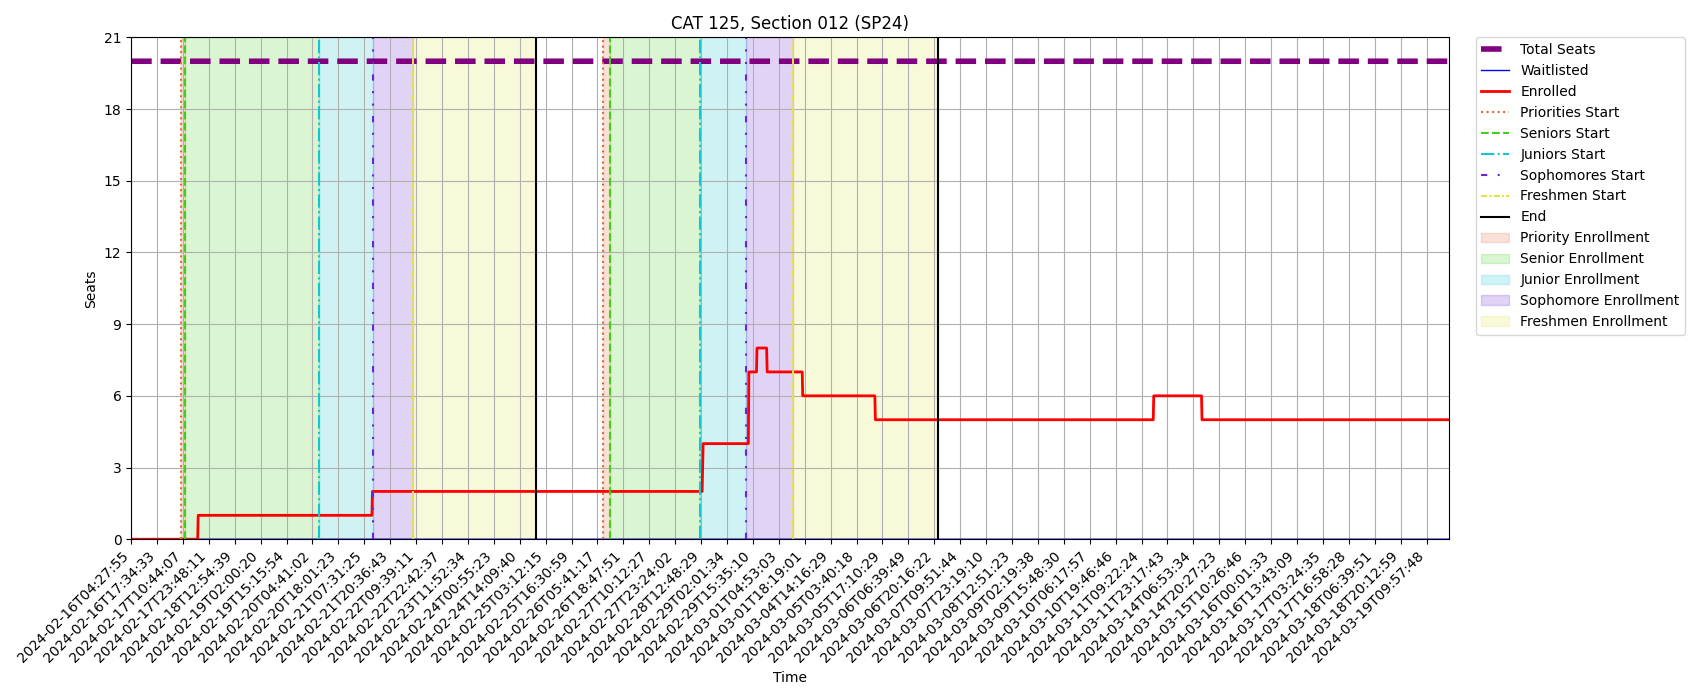 CAT 125, Section 012 (SP24)
21
18
15
12
9
6
3
0
Seats
2024-02-16T04:27:55
2024-02-16T17:34:33
2024-02-17T10:44:07
2024-02-17T23:48:11
2024-02-18T12:54:39
2024-02-19T02:00:20
2024-02-19T15:15:54
2024-02-20T04:41:02
2024-02-20T18:01:23
2024-02-21T07:31:25
2024-02-21T20:36:43
2024-02-22T09:39:11
2024-02-22T22:42:37
2024-02-23T11:52:34
2024-02-24T00:55:23
2024-02-24T14:09:40
2024-02-25T03:12:15
2024-02-25T16:30:59
2024-02-26T05:41:17
2024-02-26T18:47:51
2024-02-27T10:12:27
2024-02-27T23:24:02
2024-02-28T12:48:29
2024-02-29T02:01:34
2024-02-29T15:35:10
2024-03-01T04:53:03
2024-03-01T18:19:01
2024-03-04T14:16:29
2024-03-05T03:40:18
2024-03-05T17:10:29
2024-03-06T06:39:49
2024-03-06T20:16:22
2024-03-07T09:51:44
2024-03-07T23:19:10
2024-03-08T12:51:23
2024-03-09T02:19:38
2024-03-09T15:48:30
2024-03-10T06:17:57
2024-03-10T19:46:46
2024-03-11T09:22:24
2024-03-11T23:17:43
2024-03-14T06:53:34
2024-03-14T20:27:23
2024-03-15T10:26:46
2024-03-16T00:01:33
2024-03-16T13:43:09
2024-03-17T03:24:35
2024-03-17T16:58:28
2024-03-18T06:39:51
2024-03-18T20:12:59
2024-03-19T09:57:48
Time
Total Seats
Waitlisted
Enrolled
Priorities Start
Seniors Start
Juniors Start
Sophomores Start
Freshmen Start
End
Priority Enrollment
Senior Enrollment
Junior Enrollment
Sophomore Enrollment
Freshmen Enrollment